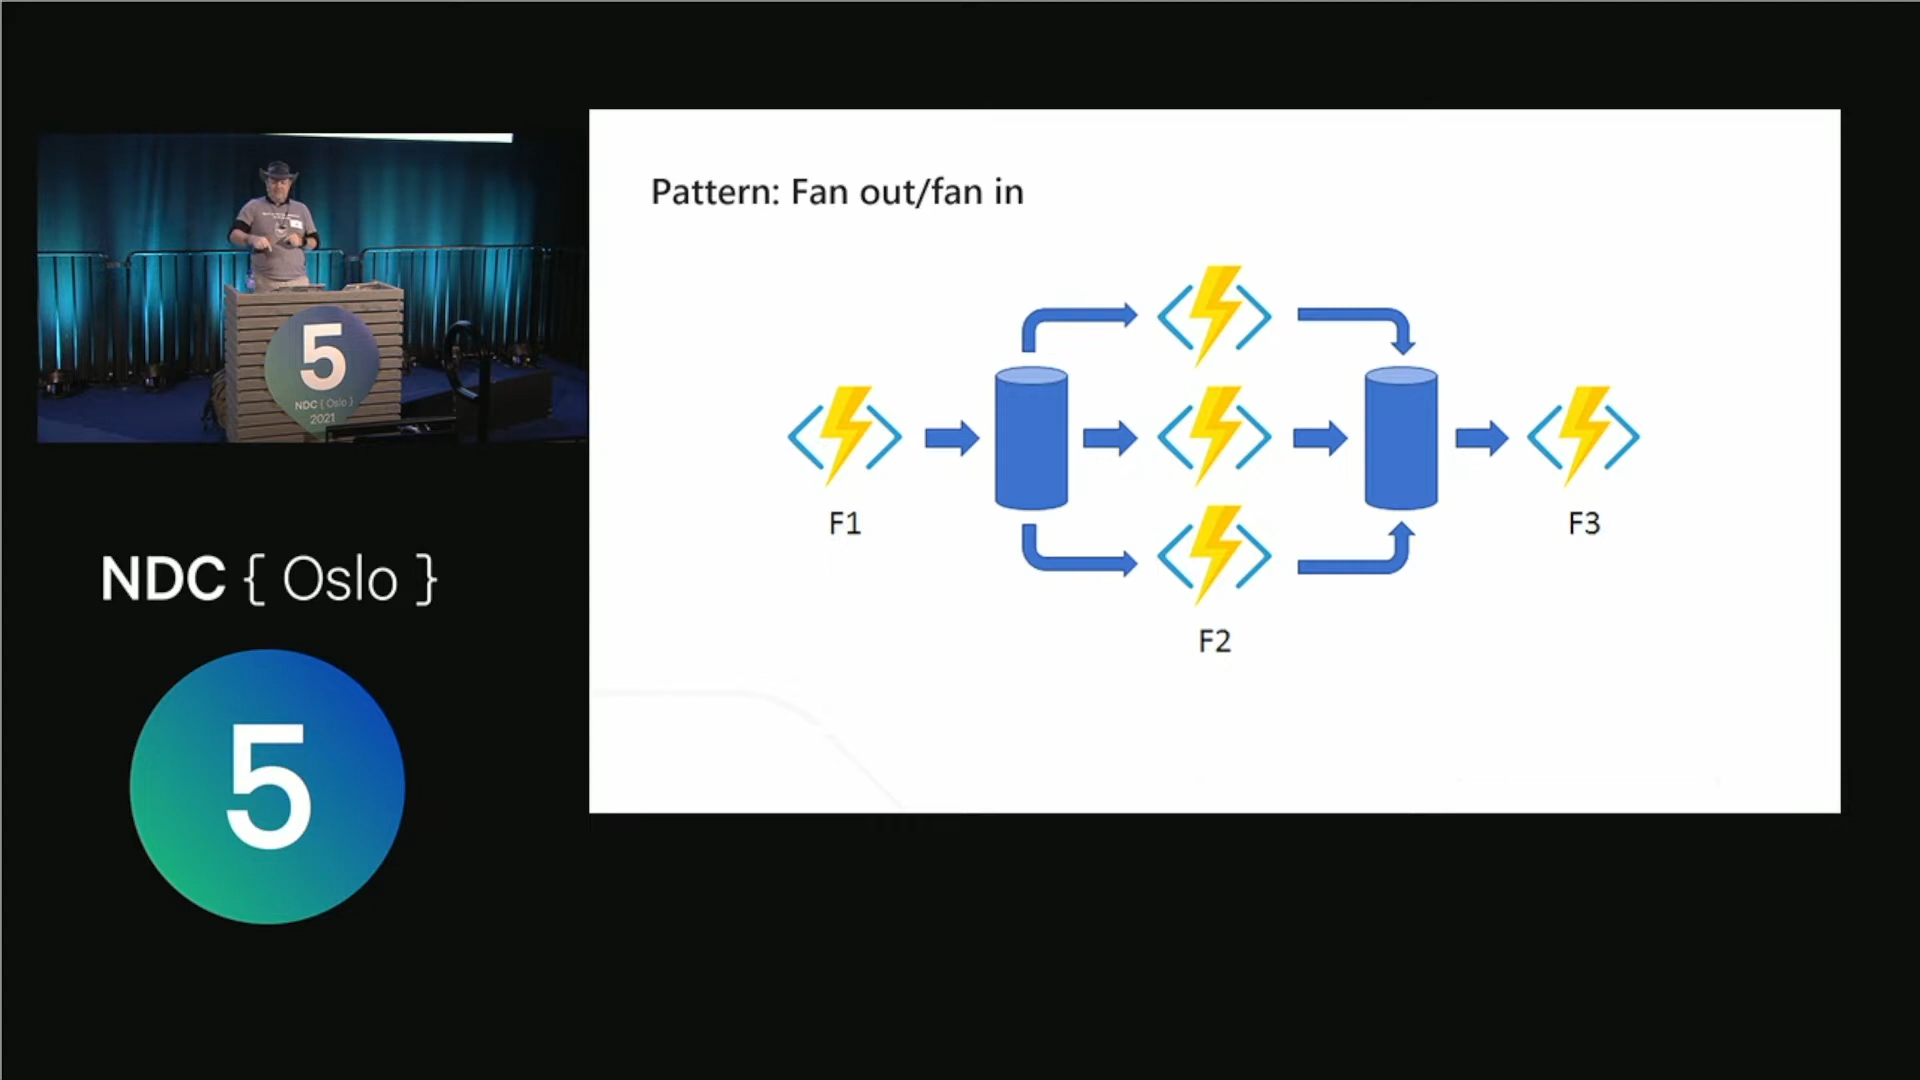 Pattern: Fan out/fan in
F1
F2
F3
5
NDC { Oslo }
2021
NDC { Oslo }
5